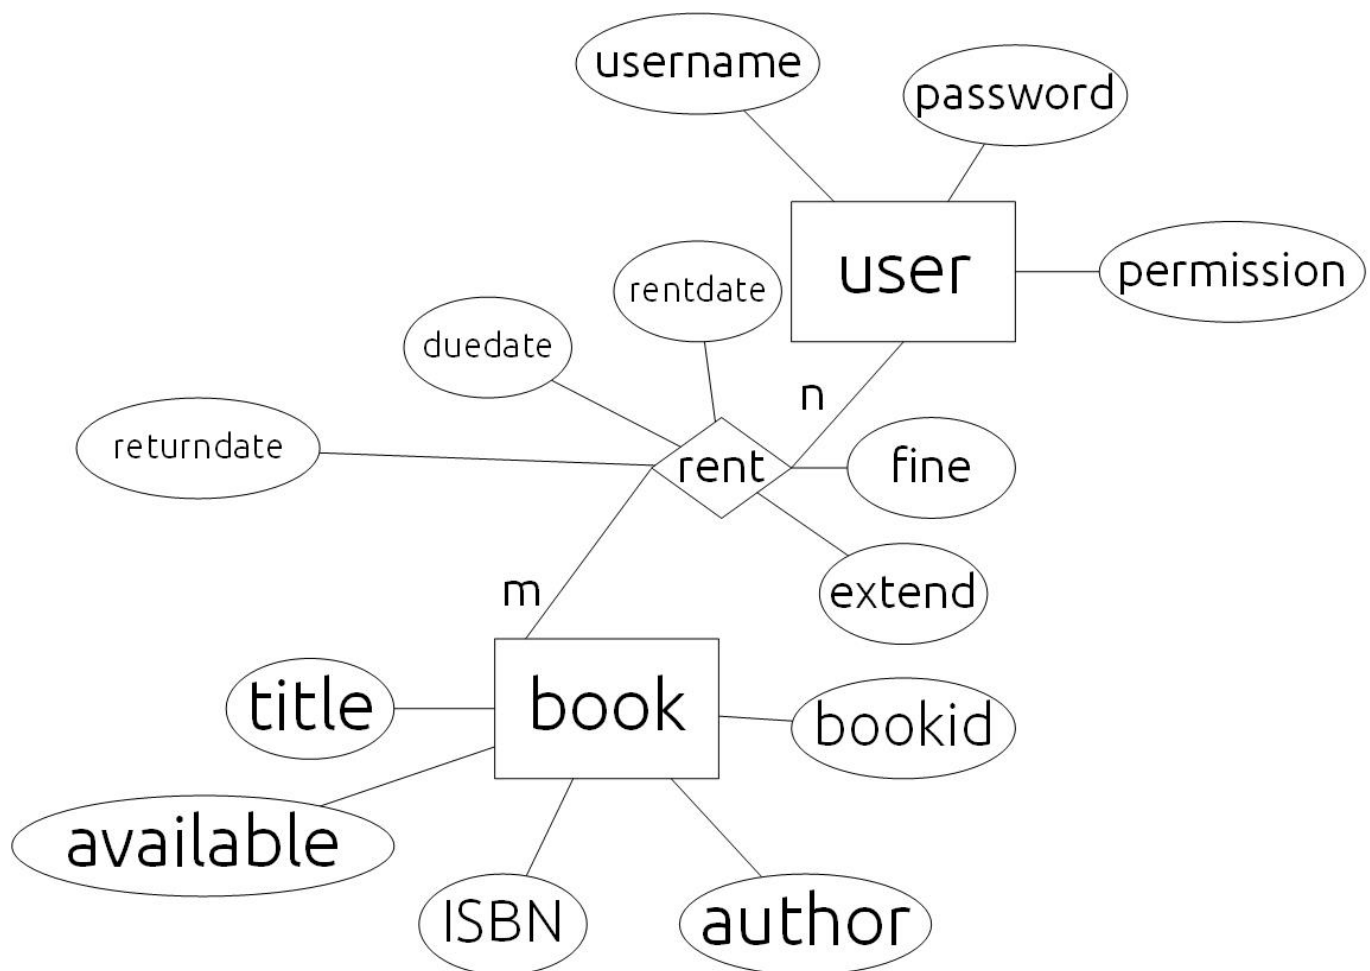 username
password
user
permission
rentdate
duedate
n
returndate
rent
fine
m
extend
title
book
bookid
available
ISBN
author